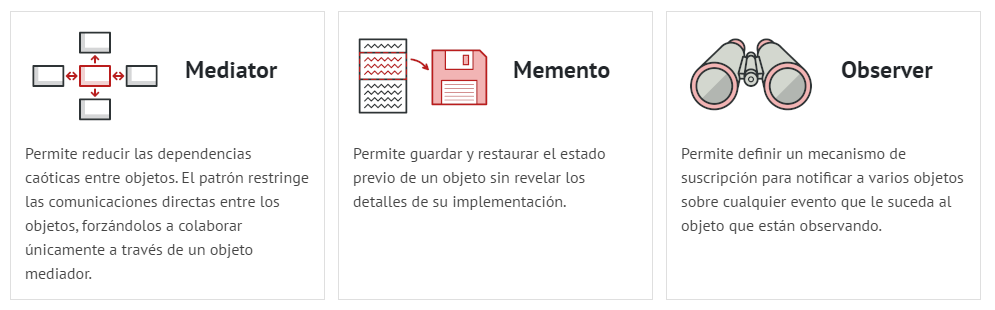 Mediator
Permite reducir las dependencias
caóticas entre objetos. El patrón restringe
las comunicaciones directas entre los
objetos, forzándolos a colaborar
únicamente a través de un objeto
mediador.
Memento
Permite guardar y restaurar el estado
previo de un objeto sin revelar los
detalles de su implementación.
Observer
Permite definir un mecanismo de
suscripción para notificar a varios objetos
sobre cualquier evento que le suceda al
objeto que están observando.